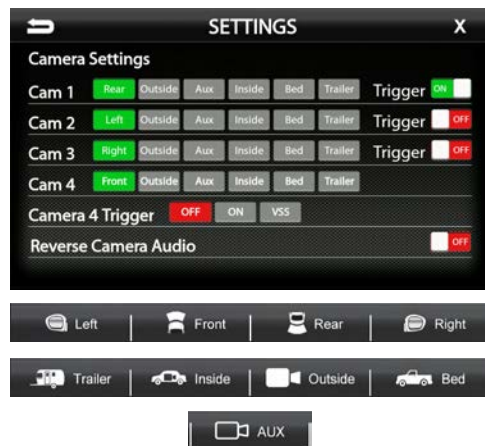 SETTINGS X
Camera Settings
Cam 1 Rear Outside Aux Inside Bed Trailer Trigger ON
Cam 2 Left Outside Aux Inside Bed Trailer Trigger OFF
Cam 3 Right Outside Aux Inside Bed Trailer Trigger OFF
Cam 4 Front Outside Aux Inside Bed Trailer
Camera 4 Trigger OFF ON VSS
Reverse Camera Audio OFF
Left Front Rear Right
Trailer Inside Outside Bed
AUX